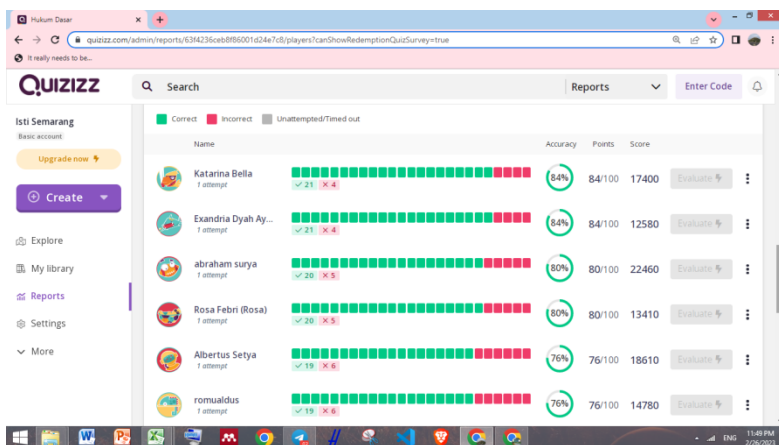 Hukum Dasar
quizizz.com/admin/reports/63f4236ceb8f86001d24e7c8/players?canShowRedemptionQuizSurvey=true
It really needs to be...
QUIZIZZ
Search
Reports
Enter Code
Isti Semarang
Basic account
Upgrade now
Create
Explore
My library
Reports
Settings
More
Correct Incorrect Unattempted/Timed out
Name Accuracy Points Score
Katarina Bella
1 attempt
21 4
84% 84/100 17400 Evaluate
Exandria Dyah Ay...
1 attempt
21 4
84% 84/100 12580 Evaluate
abraham surya
1 attempt
20 5
80% 80/100 22460 Evaluate
Rosa Febri (Rosa)
1 attempt
20 5
80% 80/100 13410 Evaluate
Albertus Setya
1 attempt
19 6
76% 76/100 18610 Evaluate
romualdus
1 attempt
19 6
76% 76/100 14780 Evaluate
ENG
11:49 PM
2/26/2023